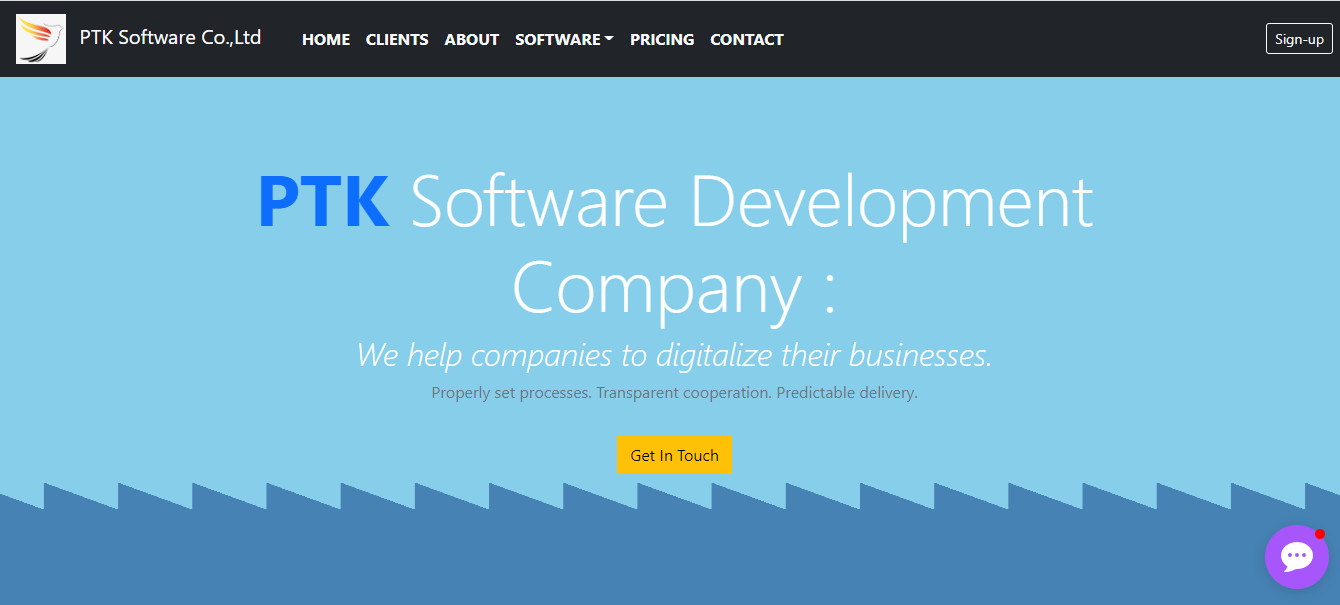 PTK Software Co.,Ltd HOME CLIENTS ABOUT SOFTWARE PRICING CONTACT Sign-up
PTK Software Development
Company :
We help companies to digitalize their businesses.
Properly set processes. Transparent cooperation. Predictable delivery.
Get In Touch